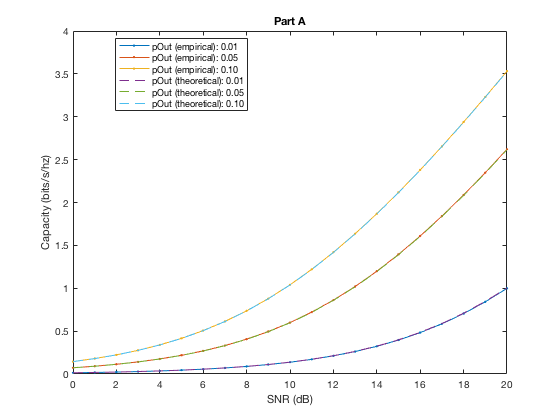 Part A
pOut (empirical): 0.01
pOut (empirical): 0.05
pOut (empirical): 0.10
pOut (theoretical): 0.01
pOut (theoretical): 0.05
pOut (theoretical): 0.10
Capacity (bits/s/hz)
4
3.5
3
2.5
2
1.5
1
0.5
0
0 2 4 6 8 10 12 14 16 18 20
SNR (dB)